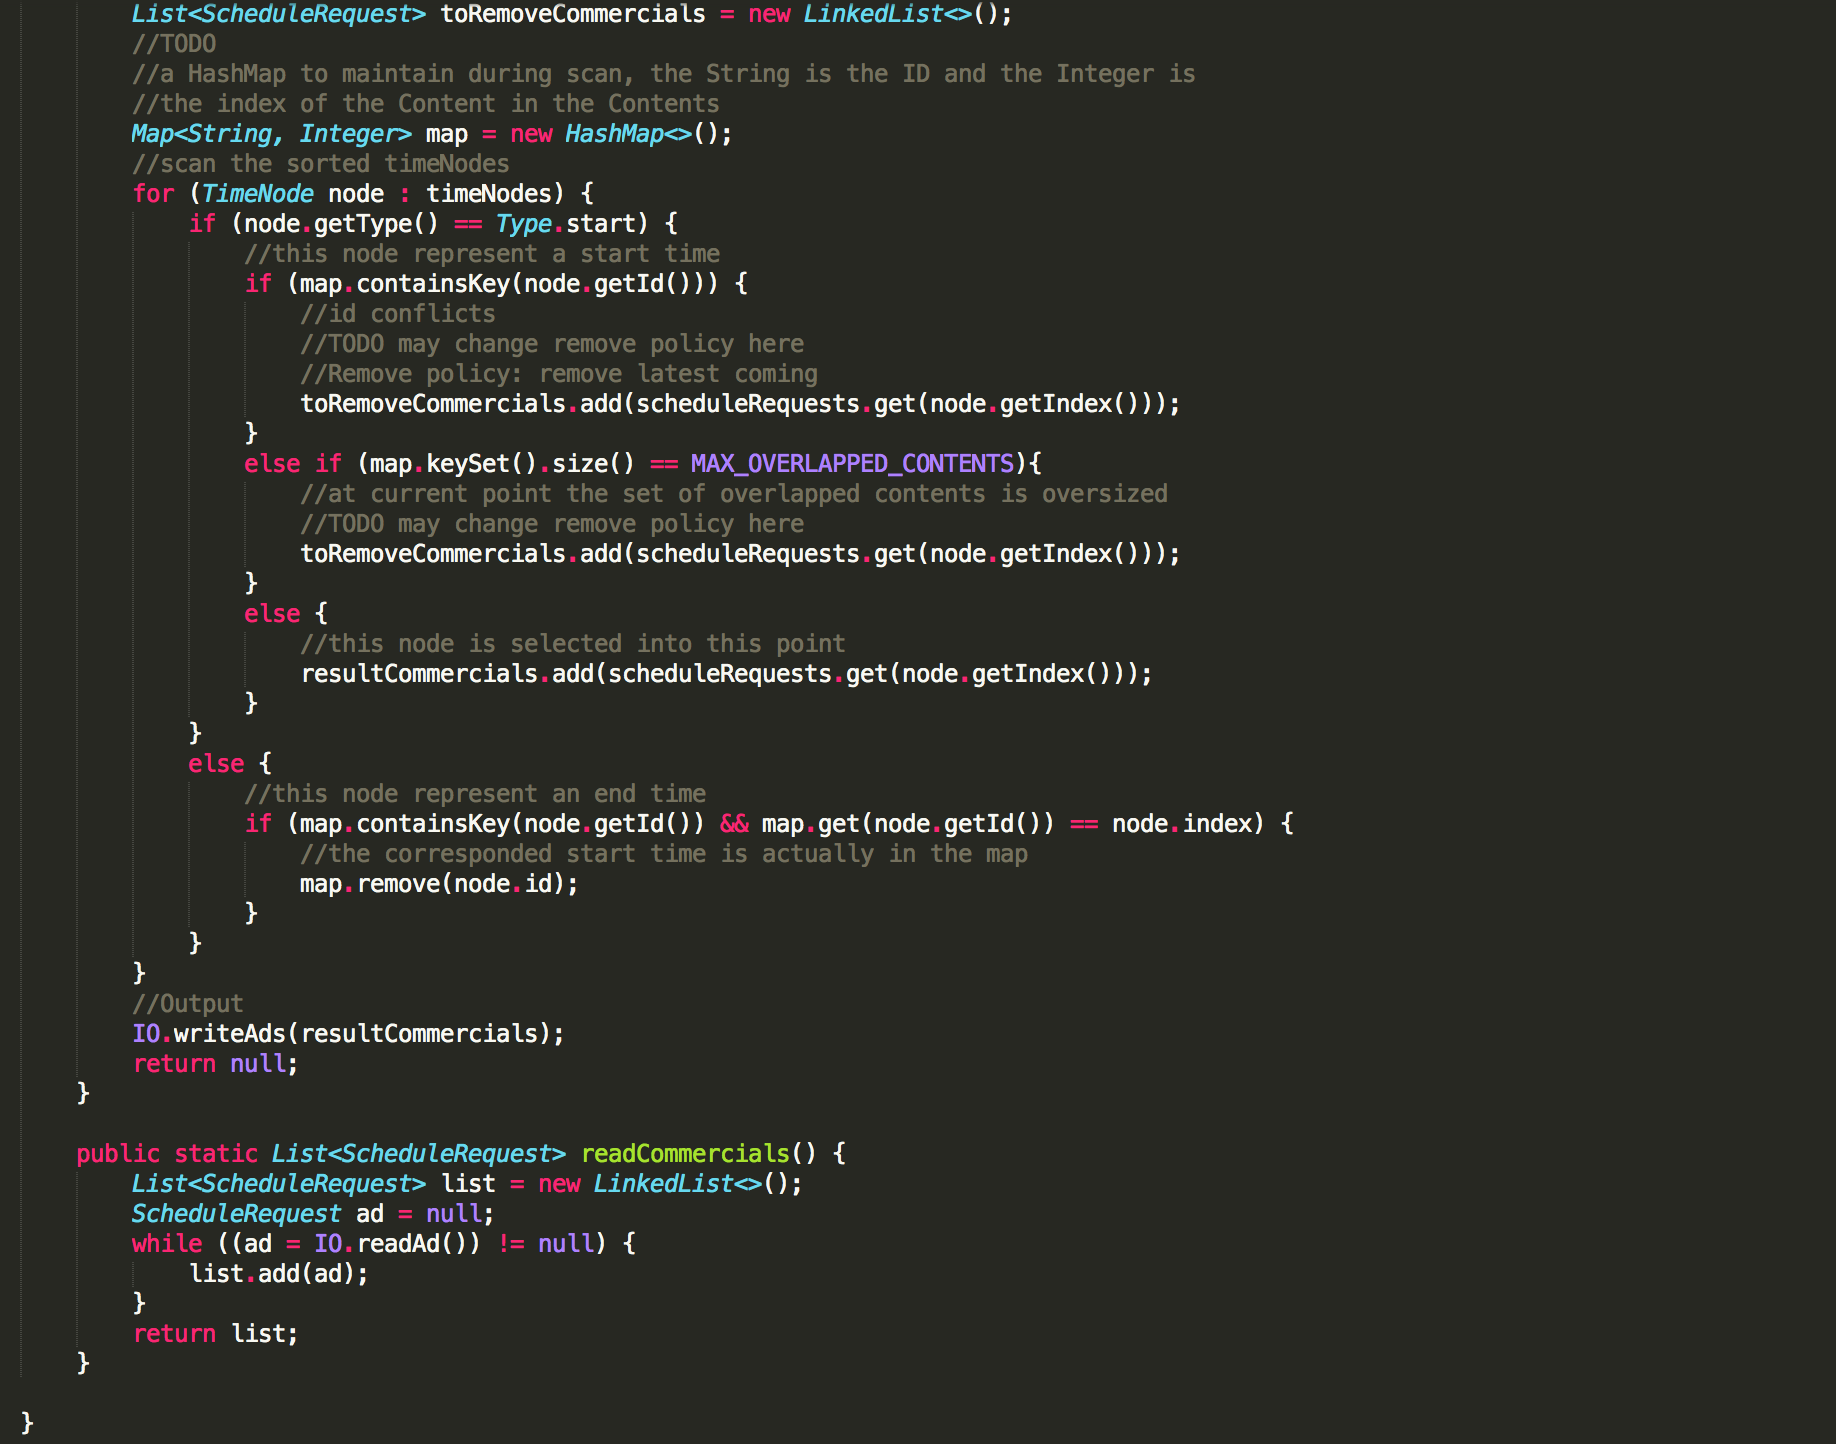 List<ScheduleRequest> toRemoveCommercials = new LinkedList<>();
//TODO
//a HashMap to maintain during scan, the String is the ID and the Integer is
//the index of the Content in the Contents
Map<String, Integer> map = new HashMap<>();
//scan the sorted timeNodes
for (TimeNode node : timeNodes) {
if (node.getType() == Type.start) {
//this node represent a start time
if (map.containsKey(node.getId())) {
//id conflicts
//TODO may change remove policy here
//Remove policy: remove latest coming
toRemoveCommercials.add(scheduleRequests.get(node.getIndex()));
}
else if (map.keySet().size() == MAX_OVERLAPPED_CONTENTS){
//at current point the set of overlapped contents is oversized
//TODO may change remove policy here
toRemoveCommercials.add(scheduleRequests.get(node.getIndex()));
}
else {
//this node is selected into this point
resultCommercials.add(scheduleRequests.get(node.getIndex()));
}
}
else {
//this node represent an end time
if (map.containsKey(node.getId()) && map.get(node.getId()) == node.index) {
//the corresponded start time is actually in the map
map.remove(node.id);
}
}
}
//Output
IO.writeAds(resultCommercials);
return null;
}
public static List<ScheduleRequest> readCommercials() {
List<ScheduleRequest> list = new LinkedList<>();
ScheduleRequest ad = null;
while ((ad = IO.readAd()) != null) {
list.add(ad);
}
return list;
}
}